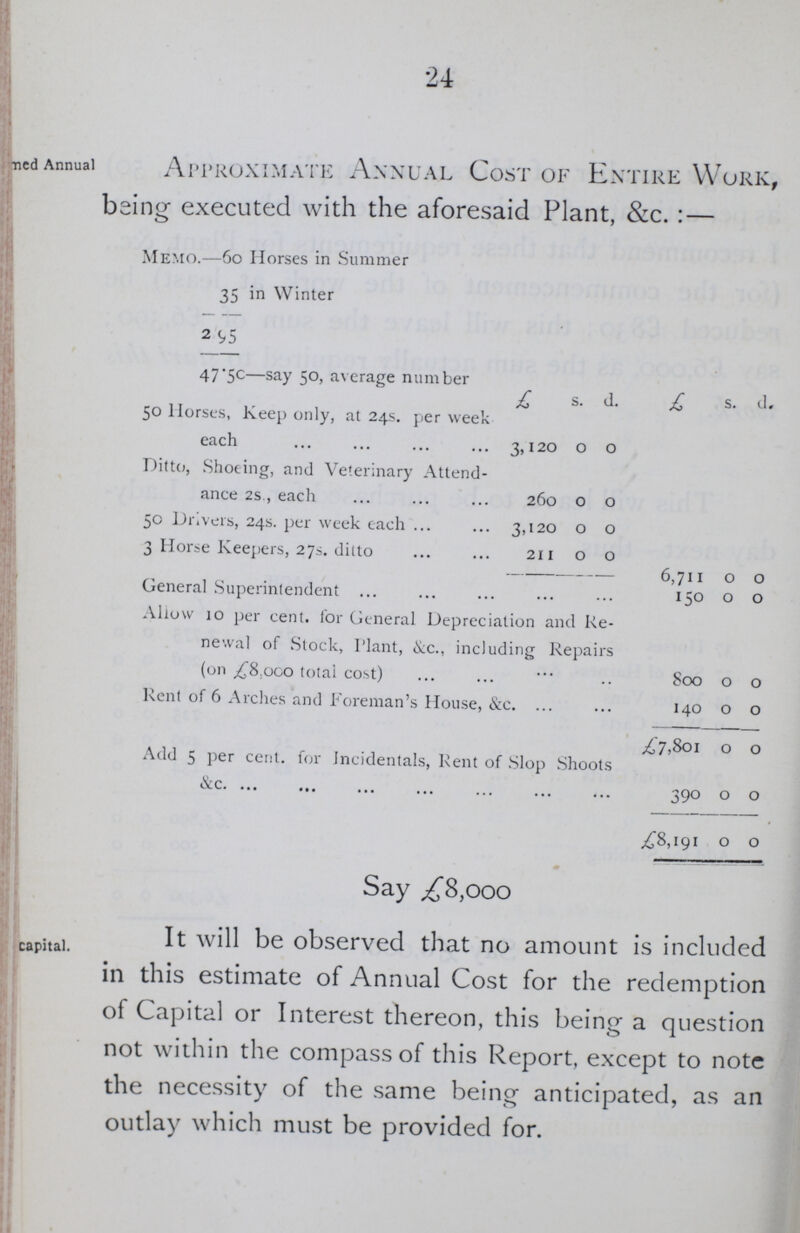 24
ned Annual
APPROXIMATE ANNUAL COST OF ENTIRE WORK,
being executed with the aforesaid Plant, &c. :—
MEMO.—60 Horses in Summer
35 in Winter
2 95
47·50—say 50, average number
£ s. d. £ s. d.
50 Horses, Keep only, at 24s. per week
each ... ... ... ... 3,120 0 0
Ditto, Shoeing, and Veterinary Attend-
ance 2s., each ... ... ... 260 0 0
50 Drivers, 24s. per week each ... ... 3,120 0 0
3 Horse Keepers, 27s. ditto ... ... 211 0 0
6,711 0 0
General Superintendent ... ... ... ... ... 150 0 0
Allow 10 per cent. for General Depreciation and Re-
newal of Stock, Plant, &c., including Repairs
(on £8,000 total cost) ... ... ... .. 800 0 0
Rent of 6 Arches and Foreman's House, &c. ... ... 140 0 0
£7,801 0 0
Add 5 per cent. for Incidentals, Rent of Slop Shoots
&c. ... ... ... ... ... ... ... 390 0 0
£8,191 0 0
Say £8,000
capital.
It will be observed that no amount is included
in this estimate of Annual Cost for the redemption
of Capital or Interest thereon, this being a question
not within the compass of this Report, except to note
the necessity of the same being anticipated, as an
outlay which must be provided for.